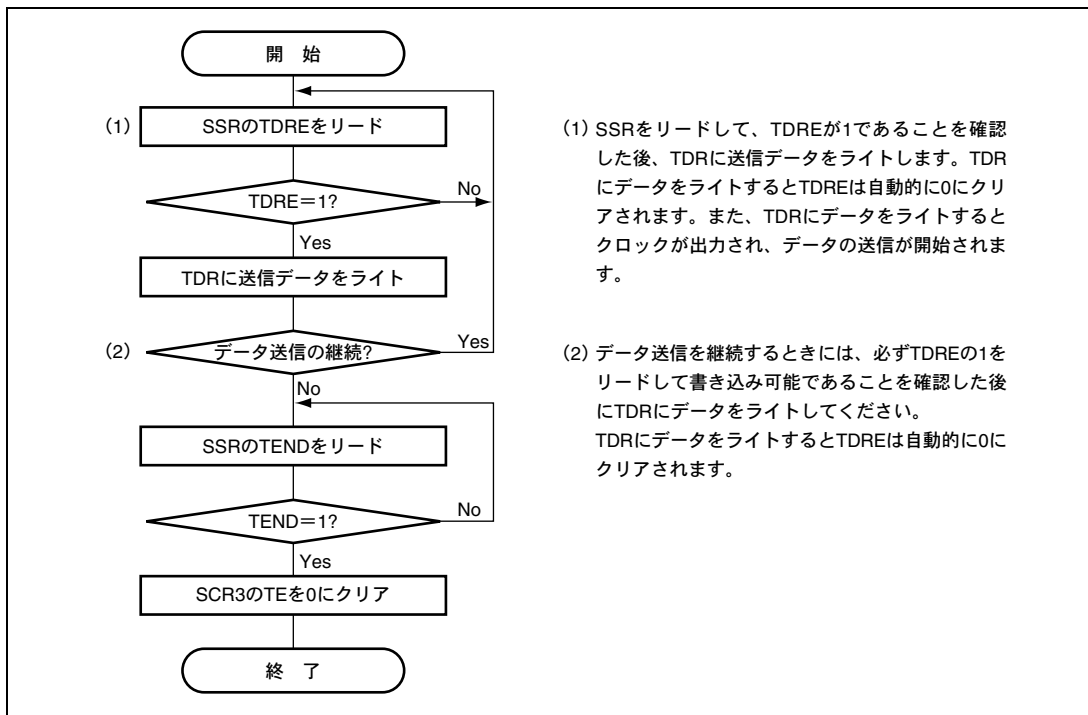 開 始
(1)
SSRのTDREをリード
TDRE＝1?
No
Yes
TDRに送信データをライト
(2)
データ送信の継続?
Yes
No
SSRのTENDをリード
TEND＝1?
No
Yes
SCR3のTEを0にクリア
終 了
(1) SSRをリードして、TDREが1であることを確認
した後、TDRに送信データをライトします。TDR
にデータをライトするとTDREは自動的に0にクリ
アされます。また、TDRにデータをライトすると
クロックが出力され、データの送信が開始されま
す。
(2) データ送信を継続するときには、必ずTDREの1を
リードして書き込み可能であることを確認した後
にTDRにデータをライトしてください。
TDRにデータをライトするとTDREは自動的に0に
クリアされます。